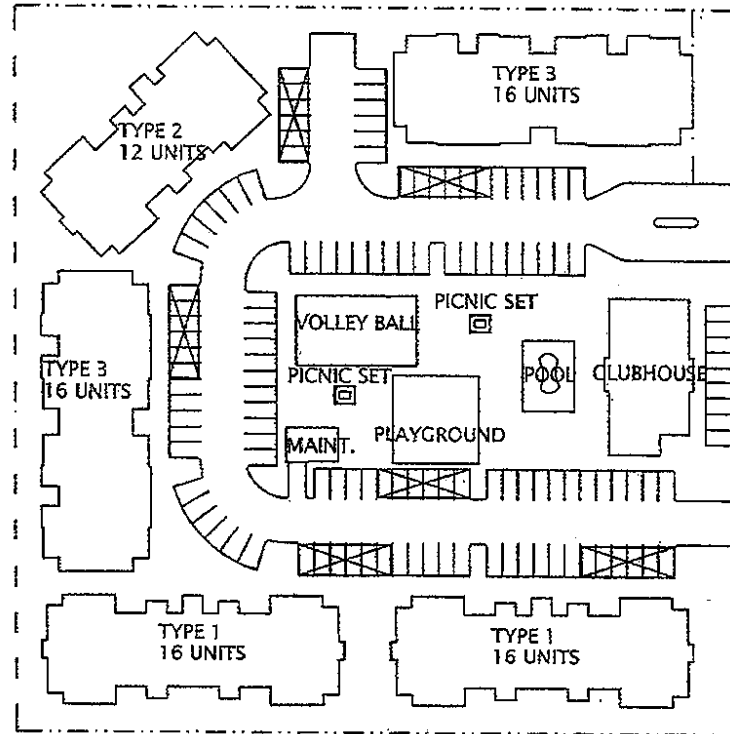 TYPE 3
16 UNITS
TYPE 2
12 UNITS
PICNIC SET
VOLLEY BALL
TYPE 3
16 UNITS
PICNIC SET
POOL
CLUBHOUSE
MAINT.
PLAYGROUND
TYPE 1
16 UNITS
TYPE 1
16 UNITS